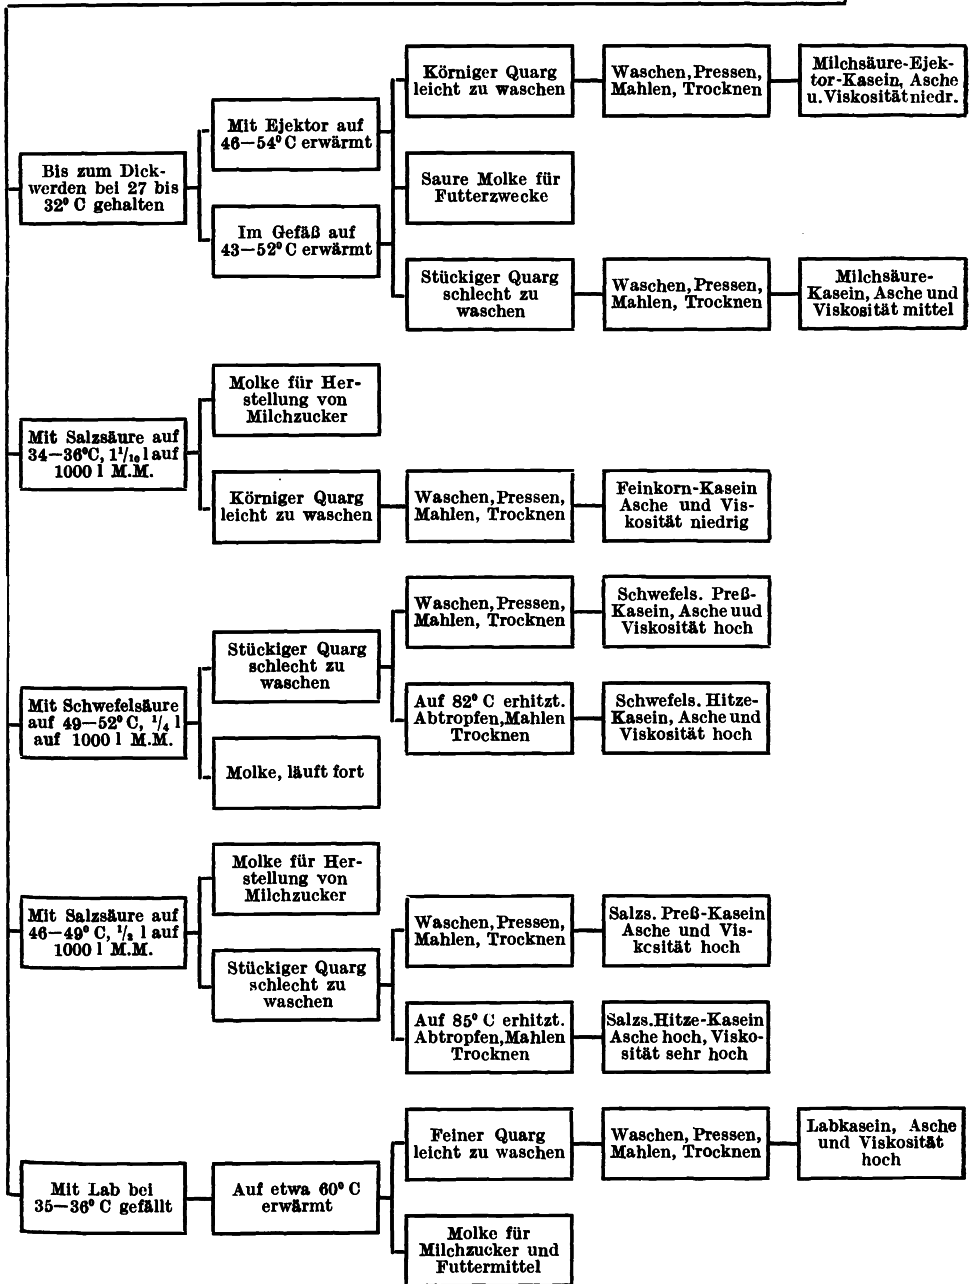 Körniger Quarg
leicht zu waschen
Waschen, Pressen,
Mahlen, Trocknen
Milchsäure-Ejek-
tor-Kasein, Asche
u. Viskosität niedr.
Mit Ejektor auf
46—54° C erwärmt
Bis zum Dick-
werden bei 27 bis
32° C gehalten
Saure Molke für
Futterzwecke
Im Gefäß auf
43—52° C erwärmt
Stückiger Quarg
schlecht zu
waschen
Waschen, Pressen,
Mahlen, Trocknen
Milchsäure-
Kasein, Asche und
Viskosität mittel
Molke für Her-
stellung von
Milchzucker
Mit Salzsäure auf
34—36°C, 1¹/₁₀ l auf
1000 l M.M.
Körniger Quarg
leicht zu waschen
Waschen, Pressen,
Mahlen, Trocknen
Feinkorn-Kasein
Asche und Vis-
kosität niedrig
Waschen, Pressen,
Mahlen, Trocknen
Schwefels. Preß-
Kasein, Asche uud
Viskosität hoch
Stückiger Quarg
schlecht zu
waschen
Mit Schwefelsäure
auf 49—52° C, ¹/₄ l
auf 1000 l M.M.
Auf 82° C erhitzt.
Abtropfen, Mahlen
Trocknen
Schwefels. Hitze-
Kasein, Asche und
Viskosität hoch
Molke, läuft fort
Molke für Her-
stellung von
Milchzucker
Mit Salzsäure auf
46—49° C, ¹/₂ l auf
1000 l M.M.
Waschen, Pressen,
Mahlen, Trocknen
Salzs. Preß-Kasein
Asche und Vis-
kcsität hoch
Stückiger Quarg
schlecht zu
waschen
Auf 85° C erhitzt.
Abtropfen, Mahlen
Trocknen
Salzs. Hitze-Kasein
Asche hoch, Visko-
sität sehr hoch
Feiner Quarg
leicht zu waschen
Waschen, Pressen,
Mahlen, Trocknen
Labkasein, Asche
und Viskosität
hoch
Mit Lab bei
35—36° C gefällt
Auf etwa 60° C
erwärmt
Molke für
Milchzucker und
Futtermittel